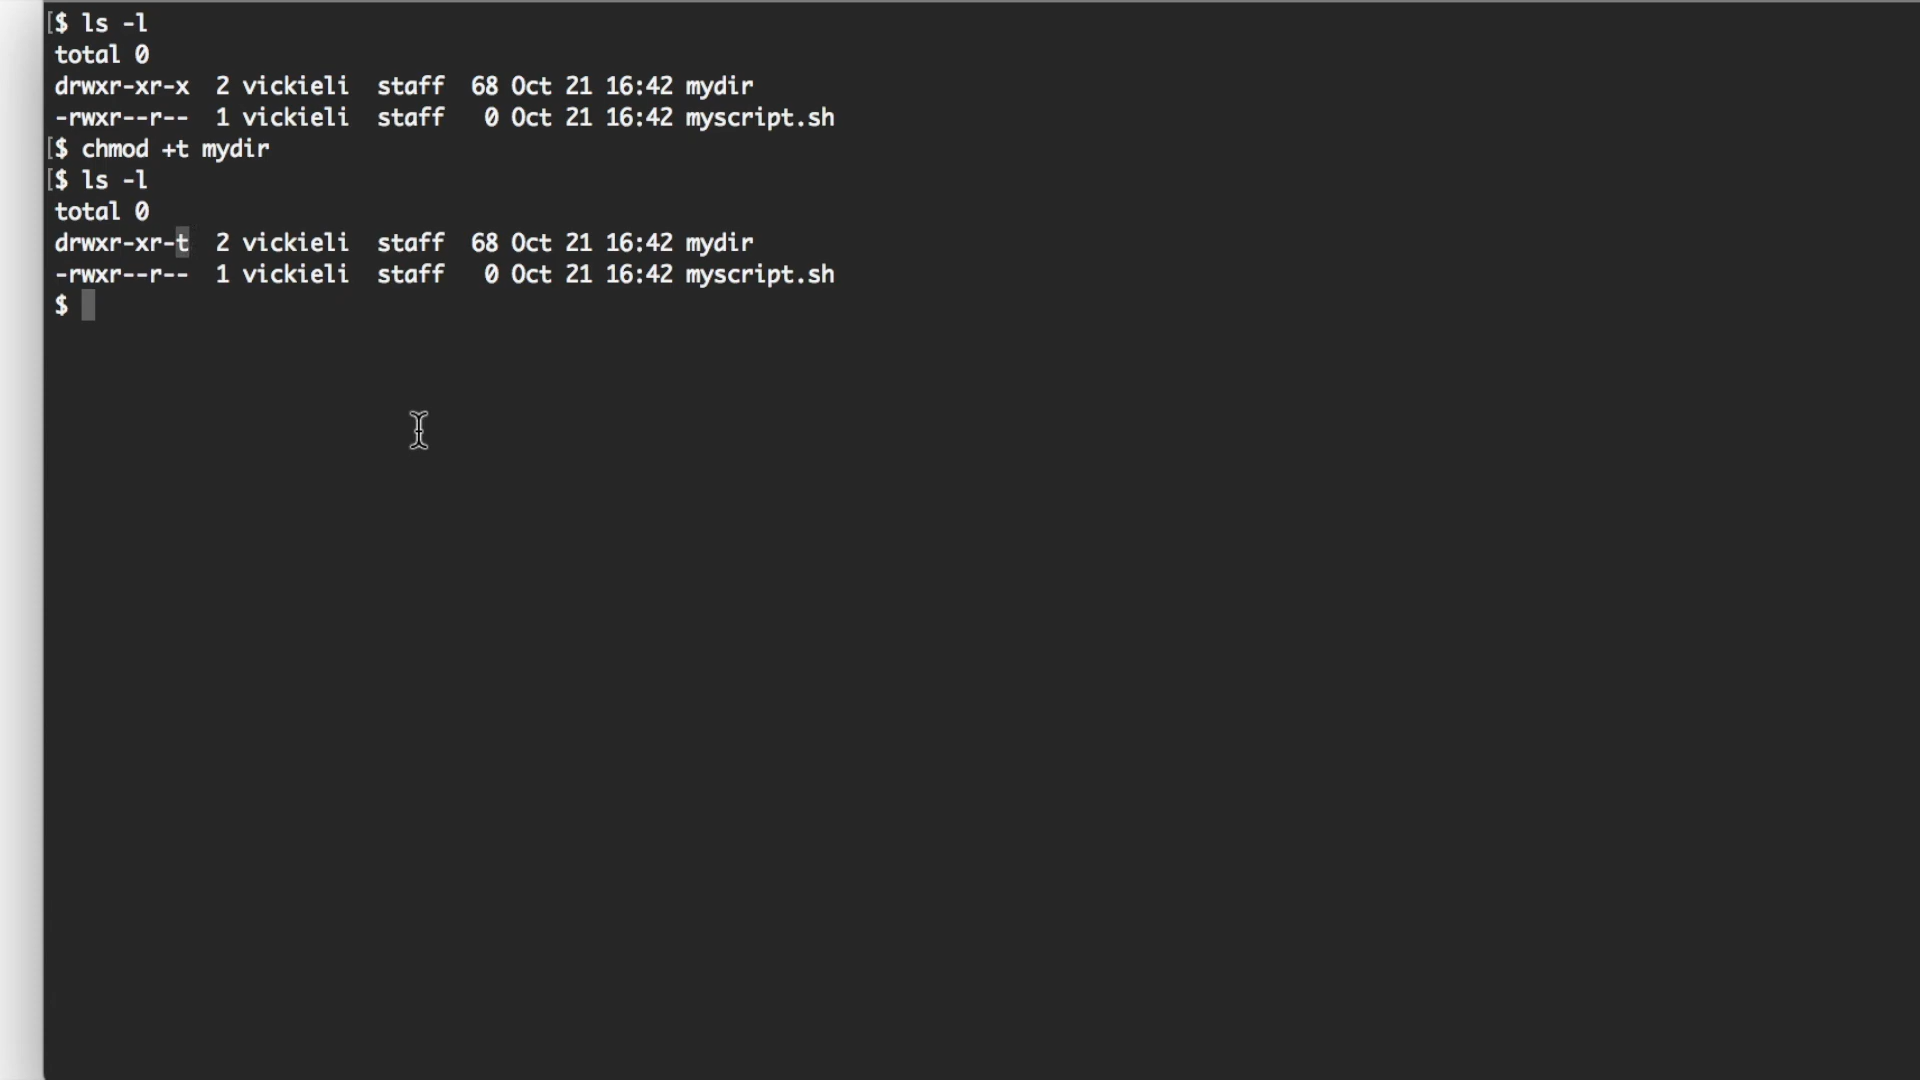 [$ ls -l
total 0
drwxr-xr-x  2 vickieli  staff  68 Oct 21 16:42 mydir
-rwxr--r--  1 vickieli  staff   0 Oct 21 16:42 myscript.sh
[$ chmod +t mydir
[$ ls -l
total 0
drwxr-xr-t  2 vickieli  staff  68 Oct 21 16:42 mydir
-rwxr--r--  1 vickieli  staff   0 Oct 21 16:42 myscript.sh
$